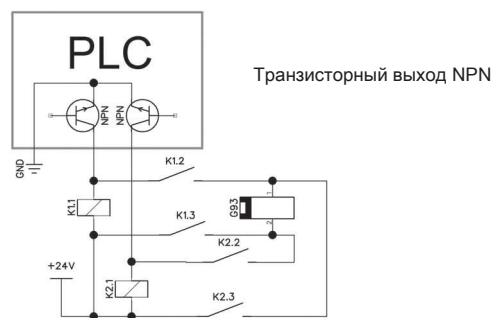 PLC
Транзисторный выход NPN
NPN
NPN
GND
K1.2
K1.1
G93
1
2
K1.3
K2.2
+24V
K2.1
K2.3